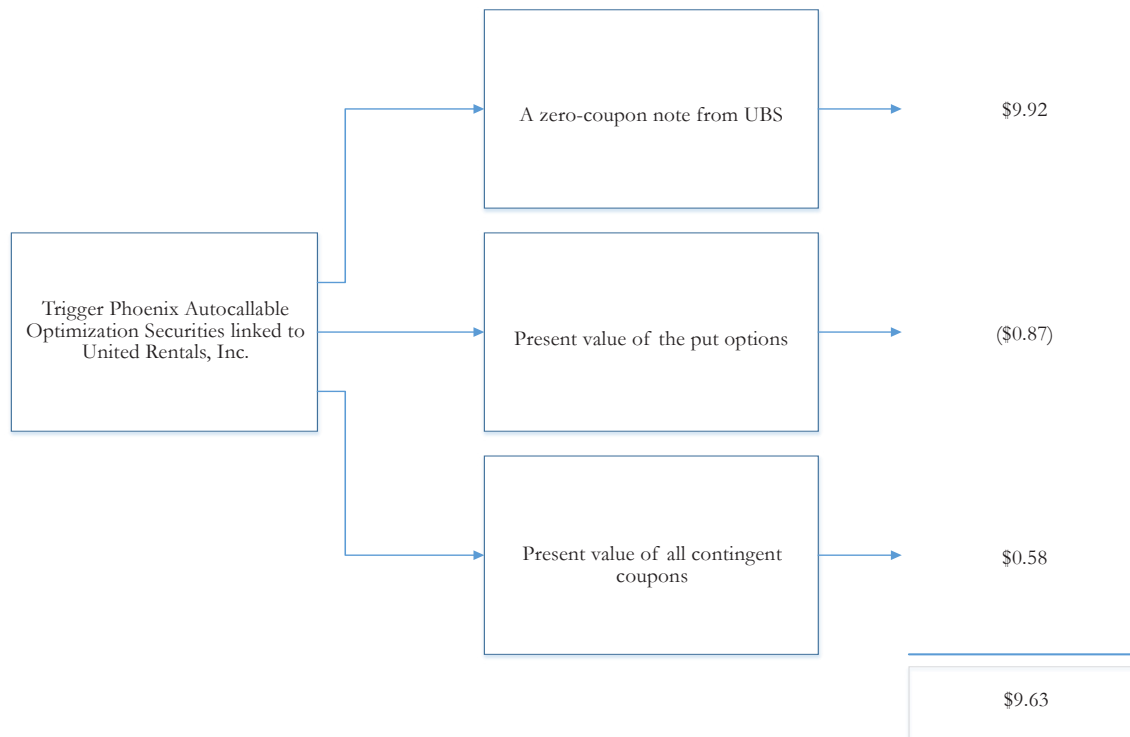 A zero-coupon note from UBS
$9.92
Trigger Phoenix Autocallable
Optimization Securities linked to
United Rentals, Inc.
Present value of the put options
($0.87)
Present value of all contingent
coupons
$0.58
$9.63